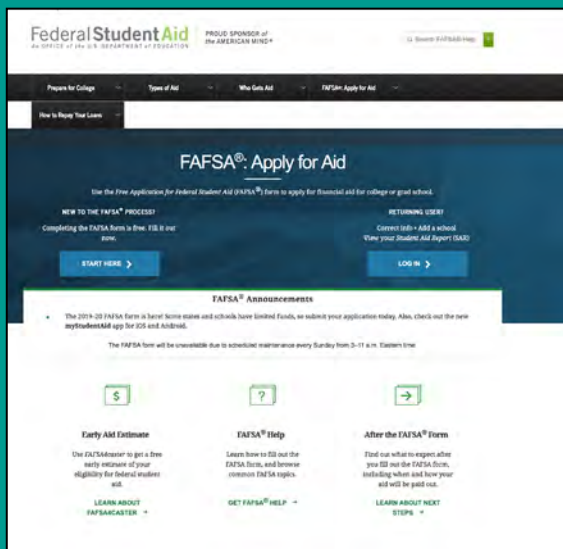 Federal Student Aid
An OFFICE of the U.S. DEPARTMENT of EDUCATION
PROUD SPONSOR of
the AMERICAN MIND®
Search FAFSA® Help
Prepare for College
Types of Aid
Who Gets Aid
FAFSA®: Apply for Aid
How to Repay Your Loans
FAFSA®: Apply for Aid
Use the Free Application for Federal Student Aid (FAFSA®) form to apply for financial aid for college or grad school.
NEW TO THE FAFSA® PROCESS?
Completing the FAFSA form is free. Fill it out
now.
START HERE ❯
RETURNING USER?
Correct info • Add a school
View your Student Aid Report (SAR)
LOG IN ❯
FAFSA® Announcements
• The 2019–20 FAFSA form is here! Some states and schools have limited funds, so submit your application today. Also, check out the new
myStudentAid app for iOS and Android.
The FAFSA form will be unavailable due to scheduled maintenance every Sunday from 3–11 a.m. Eastern time
$
Early Aid Estimate
Use FAFSA4caster to get a free
early estimate of your
eligibility for federal student
aid.
LEARN ABOUT
FAFSA4CASTER →
?
FAFSA® Help
Learn how to fill out the
FAFSA form, and browse
common FAFSA topics.
GET FAFSA® HELP →
After the FAFSA® Form
Find out what to expect after
you fill out the FAFSA form,
including when and how your
aid will be paid out.
LEARN ABOUT NEXT
STEPS →